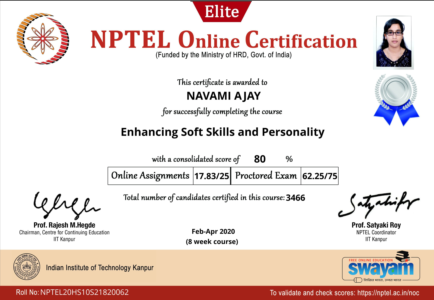 Elite
NPTEL Online Certification
(Funded by the Ministry of HRD, Govt. of India)
This certificate is awarded to
NAVAMI AJAY
for successfully completing the course
Enhancing Soft Skills and Personality
with a consolidated score of 80 %
Online Assignments 17.83/25 Proctored Exam 62.25/75
Total number of candidates certified in this course: 3466
Prof. Rajesh M.Hegde
Chairman, Centre for Continuing Education
IIT Kanpur
Feb-Apr 2020
(8 week course)
Prof. Satyaki Roy
NPTEL Coordinator
IIT Kanpur
Indian Institute of Technology Kanpur
FREE ONLINE EDUCATION
swayam
Roll No: NPTEL20HS10S21820062
To validate and check scores: https://nptel.ac.in/noc